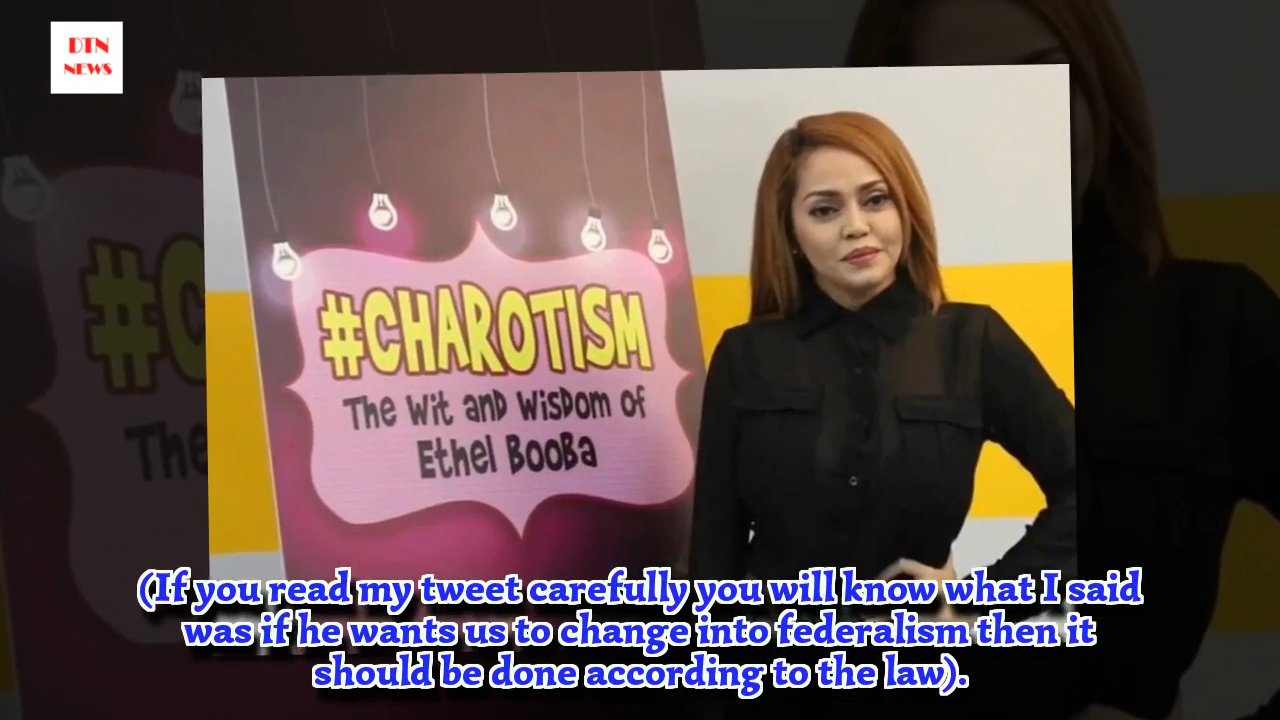 DTN
NEWS
#CHAROTISM
The Wit and Wisdom of
Ethel Booba
#C
The
(If you read my tweet carefully you will know what I said
was if he wants us to change into federalism then it
should be done according to the law).